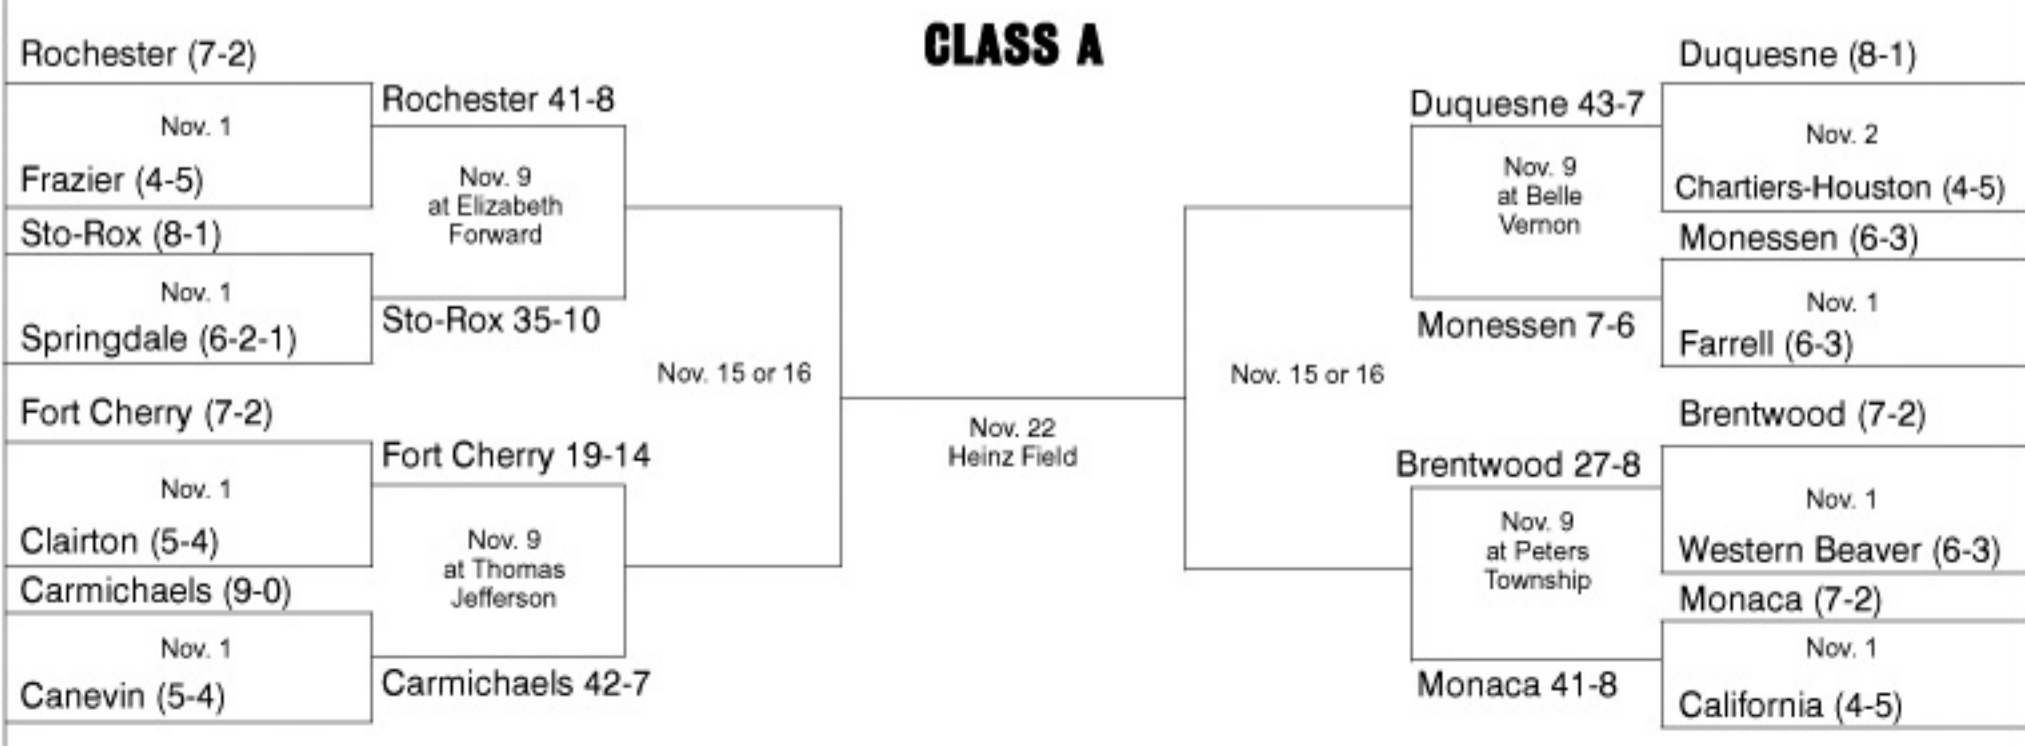 CLASS A
Rochester (7-2)
Nov. 1
Frazier (4-5)
Sto-Rox (8-1)
Nov. 1
Springdale (6-2-1)
Fort Cherry (7-2)
Nov. 1
Clairton (5-4)
Carmichaels (9-0)
Nov. 1
Canevin (5-4)
Rochester 41-8
Nov. 9
at Elizabeth
Forward
Sto-Rox 35-10
Fort Cherry 19-14
Nov. 9
at Thomas
Jefferson
Carmichaels 42-7
Nov. 15 or 16
Nov. 22
Heinz Field
Nov. 15 or 16
Duquesne 43-7
Nov. 9
at Belle
Vernon
Monessen 7-6
Brentwood 27-8
Nov. 9
at Peters
Township
Monaca 41-8
Duquesne (8-1)
Nov. 2
Chartiers-Houston (4-5)
Monessen (6-3)
Nov. 1
Farrell (6-3)
Brentwood (7-2)
Nov. 1
Western Beaver (6-3)
Monaca (7-2)
Nov. 1
California (4-5)